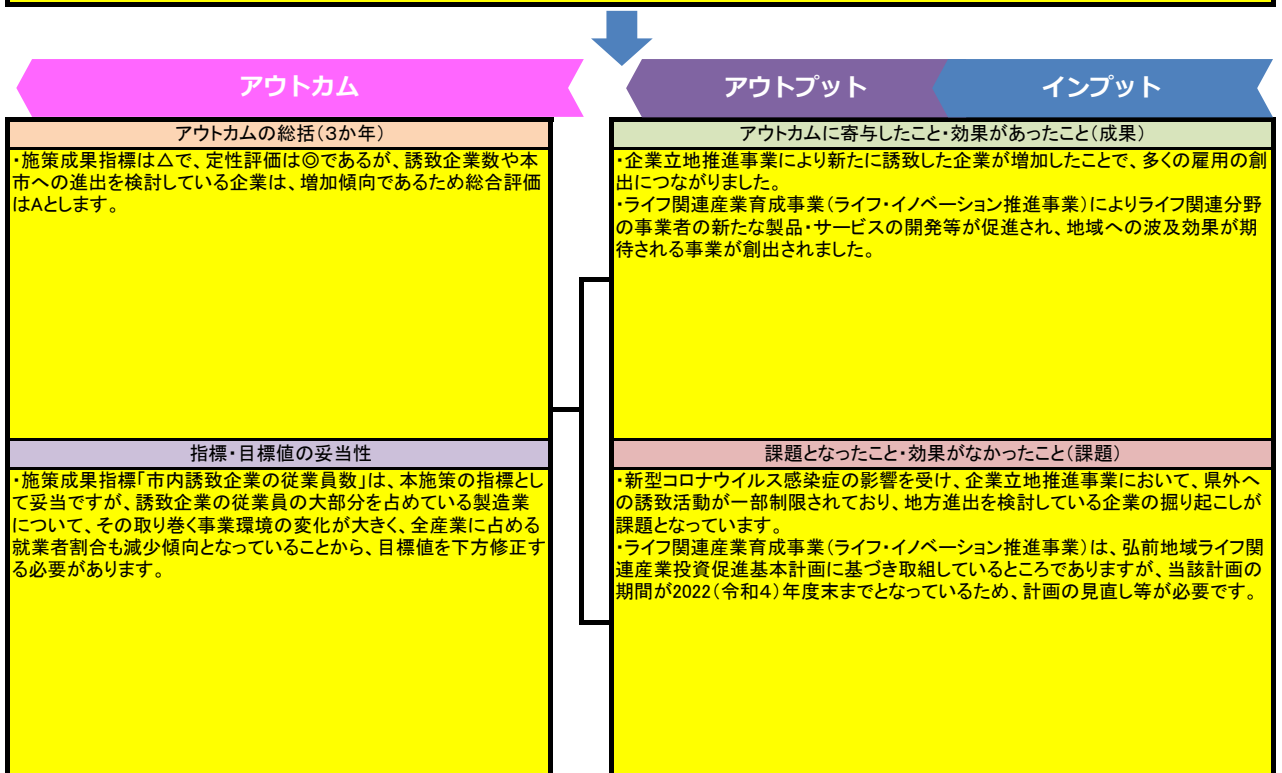 アウトカム
アウトカムの総括(3か年)
・施策成果指標は△で、定性評価は◎であるが、誘致企業数や本
市への進出を検討している企業は、増加傾向であるため総合評価
はAとします。
指標・目標値の妥当性
・施策成果指標「市内誘致企業の従業員数」は、本施策の指標とし
て妥当ですが、誘致企業の従業員の大部分を占めている製造業
について、その取り巻く事業環境の変化が大きく、全産業に占める
就業者割合も減少傾向となっていることから、目標値を下方修正す
る必要があります。
アウトプット
インプット
アウトカムに寄与したこと・効果があったこと(成果)
・企業立地推進事業により新たに誘致した企業が増加したことで、多くの雇用の創
出につながりました。
・ライフ関連産業育成事業(ライフ・イノベーション推進事業)によりライフ関連分野
の事業者の新たな製品・サービスの開発等が促進され、地域への波及効果が期
待される事業が創出されました。
課題となったこと・効果がなかったこと(課題)
・新型コロナウイルス感染症の影響を受け、企業立地推進事業において、県外へ
の誘致活動が一部制限されており、地方進出を検討している企業の掘り起こしが
課題となっています。
・ライフ関連産業育成事業(ライフ・イノベーション推進事業)は、弘前地域ライフ関
連産業投資促進基本計画に基づき取組しているところでありますが、当該計画の
期間が2022(令和4)年度末までとなっているため、計画の見直し等が必要です。